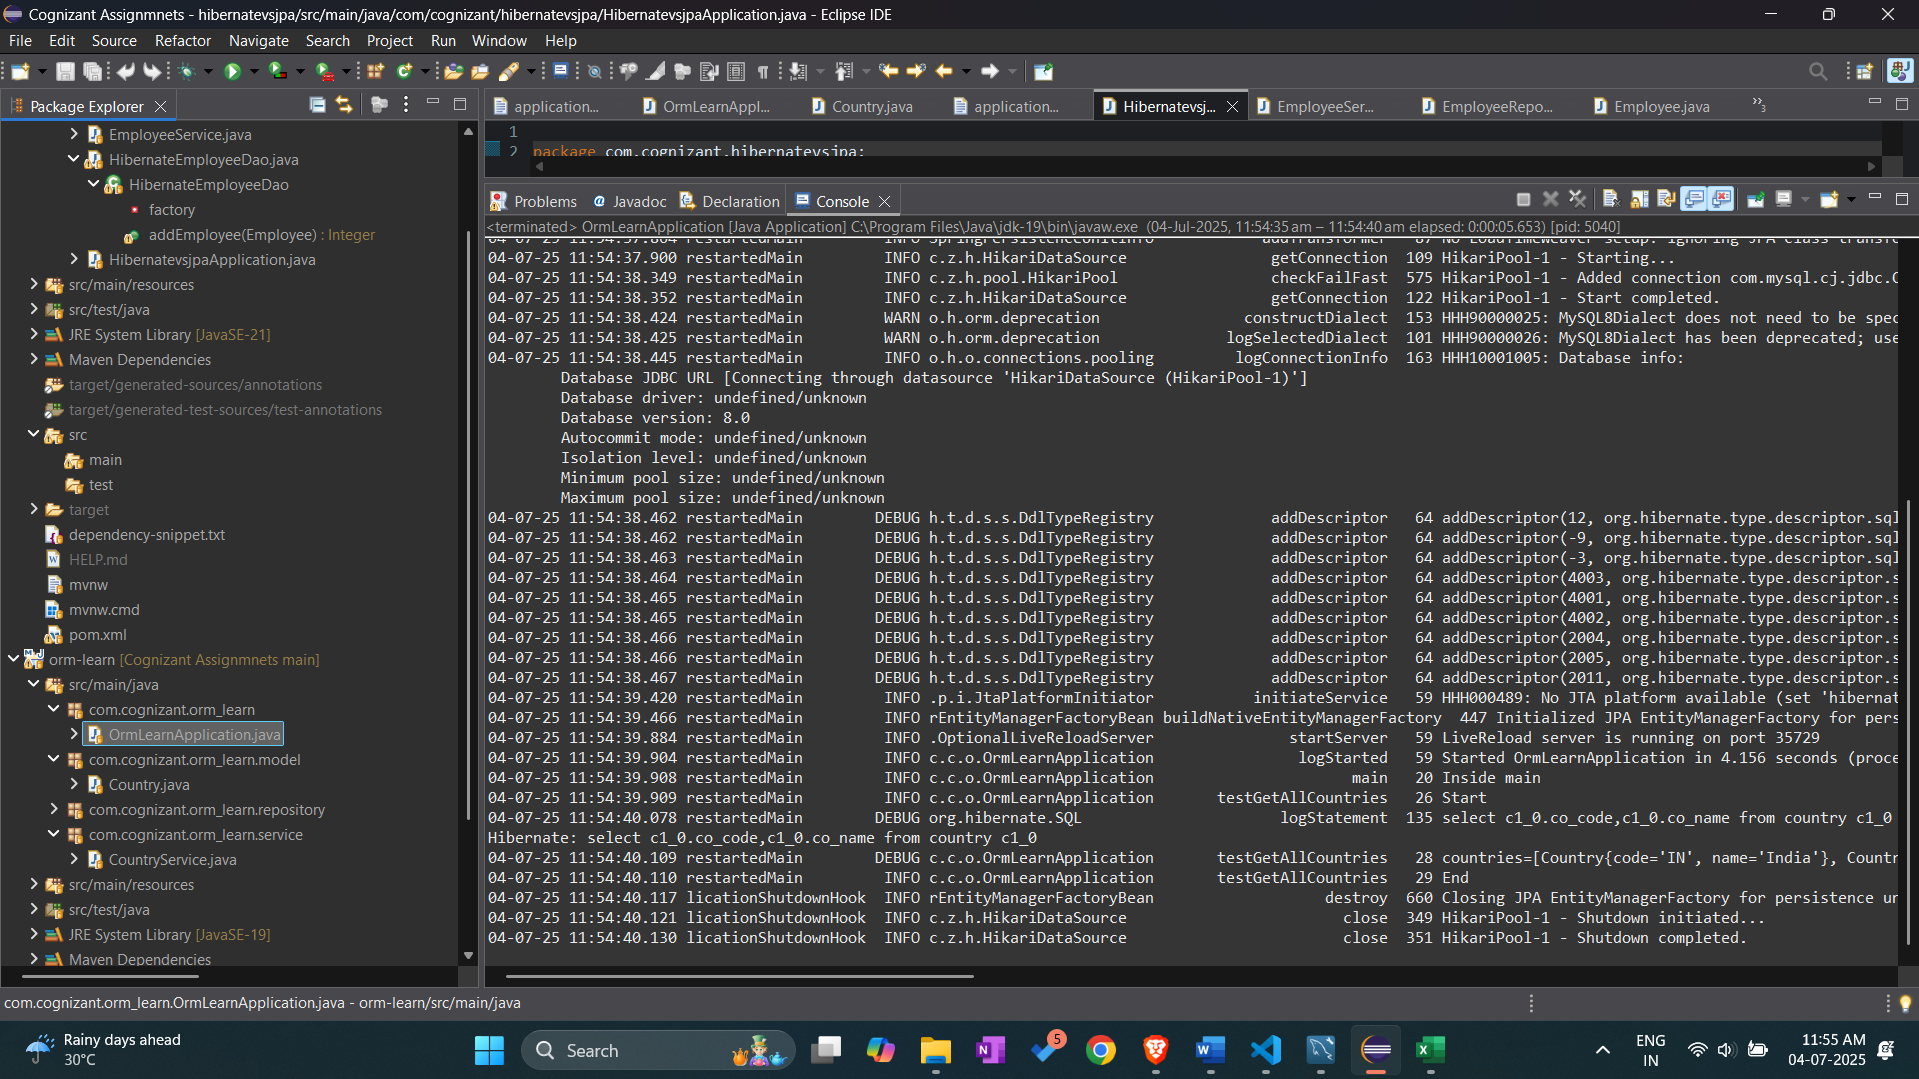 Cognizant Assignmnets - hibernatevsjpa/src/main/java/com/cognizant/hibernatevsjpa/HibernatevsjpaApplication.java - Eclipse IDE
File Edit Source Refactor Navigate Search Project Run Window Help
Package Explorer
EmployeeService.java
HibernateEmployeeDao.java
HibernateEmployeeDao
factory
addEmployee(Employee) : Integer
HibernatevsjpaApplication.java
src/main/resources
src/test/java
JRE System Library [JavaSE-21]
Maven Dependencies
target/generated-sources/annotations
target/generated-test-sources/test-annotations
src
main
test
target
dependency-snippet.txt
HELP.md
mvnw
mvnw.cmd
pom.xml
orm-learn [Cognizant Assignmnets main]
src/main/java
com.cognizant.orm_learn
OrmLearnApplication.java
com.cognizant.orm_learn.model
Country.java
com.cognizant.orm_learn.repository
com.cognizant.orm_learn.service
CountryService.java
src/main/resources
src/test/java
JRE System Library [JavaSE-19]
Maven Dependencies
application... OrmLearnAppl... Country.java application... Hibernatevsj... EmployeeSer... EmployeeRepo... Employee.java »3
1
2 package com.cognizant.hibernatevsjpa;
Problems Javadoc Declaration Console
<terminated> OrmLearnApplication [Java Application] C:\Program Files\Java\jdk-19\bin\javaw.exe (04-Jul-2025, 11:54:35 am – 11:54:40 am elapsed: 0:00:05.653) [pid: 5040]
04-07-25 11:54:37.864 restartedMain INFO SpringPersistenceUnitInfo addTransformer 87 No LoadTimeWeaver setup: ignoring JPA class transf
04-07-25 11:54:37.900 restartedMain INFO c.z.h.HikariDataSource getConnection 109 HikariPool-1 - Starting...
04-07-25 11:54:38.349 restartedMain INFO c.z.h.pool.HikariPool checkFailFast 575 HikariPool-1 - Added connection com.mysql.cj.jdbc.C
04-07-25 11:54:38.352 restartedMain INFO c.z.h.HikariDataSource getConnection 122 HikariPool-1 - Start completed.
04-07-25 11:54:38.424 restartedMain WARN o.h.orm.deprecation constructDialect 153 HHH90000025: MySQL8Dialect does not need to be spec
04-07-25 11:54:38.425 restartedMain WARN o.h.orm.deprecation logSelectedDialect 101 HHH90000026: MySQL8Dialect has been deprecated; use
04-07-25 11:54:38.445 restartedMain INFO o.h.o.connections.pooling logConnectionInfo 163 HHH10001005: Database info:
Database JDBC URL [Connecting through datasource 'HikariDataSource (HikariPool-1)']
Database driver: undefined/unknown
Database version: 8.0
Autocommit mode: undefined/unknown
Isolation level: undefined/unknown
Minimum pool size: undefined/unknown
Maximum pool size: undefined/unknown
04-07-25 11:54:38.462 restartedMain DEBUG h.t.d.s.s.DdlTypeRegistry addDescriptor 64 addDescriptor(12, org.hibernate.type.descriptor.sql
04-07-25 11:54:38.462 restartedMain DEBUG h.t.d.s.s.DdlTypeRegistry addDescriptor 64 addDescriptor(-9, org.hibernate.type.descriptor.sql
04-07-25 11:54:38.463 restartedMain DEBUG h.t.d.s.s.DdlTypeRegistry addDescriptor 64 addDescriptor(-3, org.hibernate.type.descriptor.sql
04-07-25 11:54:38.464 restartedMain DEBUG h.t.d.s.s.DdlTypeRegistry addDescriptor 64 addDescriptor(4003, org.hibernate.type.descriptor.s
04-07-25 11:54:38.465 restartedMain DEBUG h.t.d.s.s.DdlTypeRegistry addDescriptor 64 addDescriptor(4001, org.hibernate.type.descriptor.s
04-07-25 11:54:38.465 restartedMain DEBUG h.t.d.s.s.DdlTypeRegistry addDescriptor 64 addDescriptor(4002, org.hibernate.type.descriptor.s
04-07-25 11:54:38.466 restartedMain DEBUG h.t.d.s.s.DdlTypeRegistry addDescriptor 64 addDescriptor(2004, org.hibernate.type.descriptor.s
04-07-25 11:54:38.466 restartedMain DEBUG h.t.d.s.s.DdlTypeRegistry addDescriptor 64 addDescriptor(2005, org.hibernate.type.descriptor.s
04-07-25 11:54:38.467 restartedMain DEBUG h.t.d.s.s.DdlTypeRegistry addDescriptor 64 addDescriptor(2011, org.hibernate.type.descriptor.s
04-07-25 11:54:39.420 restartedMain INFO .p.i.JtaPlatformInitiator initiateService 59 HHH000489: No JTA platform available (set 'hibernat
04-07-25 11:54:39.466 restartedMain INFO rEntityManagerFactoryBean buildNativeEntityManagerFactory 447 Initialized JPA EntityManagerFactory for pers
04-07-25 11:54:39.884 restartedMain INFO .OptionalLiveReloadServer startServer 59 LiveReload server is running on port 35729
04-07-25 11:54:39.904 restartedMain INFO c.c.o.OrmLearnApplication logStarted 59 Started OrmLearnApplication in 4.156 seconds (proce
04-07-25 11:54:39.908 restartedMain INFO c.c.o.OrmLearnApplication main 20 Inside main
04-07-25 11:54:39.909 restartedMain INFO c.c.o.OrmLearnApplication testGetAllCountries 26 Start
04-07-25 11:54:40.078 restartedMain DEBUG org.hibernate.SQL logStatement 135 select c1_0.co_code,c1_0.co_name from country c1_0
Hibernate: select c1_0.co_code,c1_0.co_name from country c1_0
04-07-25 11:54:40.109 restartedMain DEBUG c.c.o.OrmLearnApplication testGetAllCountries 28 countries=[Country{code='IN', name='India'}, Countr
04-07-25 11:54:40.110 restartedMain INFO c.c.o.OrmLearnApplication testGetAllCountries 29 End
04-07-25 11:54:40.117 licationShutdownHook INFO rEntityManagerFactoryBean destroy 660 Closing JPA EntityManagerFactory for persistence un
04-07-25 11:54:40.121 licationShutdownHook INFO c.z.h.HikariDataSource close 349 HikariPool-1 - Shutdown initiated...
04-07-25 11:54:40.130 licationShutdownHook INFO c.z.h.HikariDataSource close 351 HikariPool-1 - Shutdown completed.
com.cognizant.orm_learn.OrmLearnApplication.java - orm-learn/src/main/java
Rainy days ahead
30°C
Search
5
ENG
IN
11:55 AM
04-07-2025